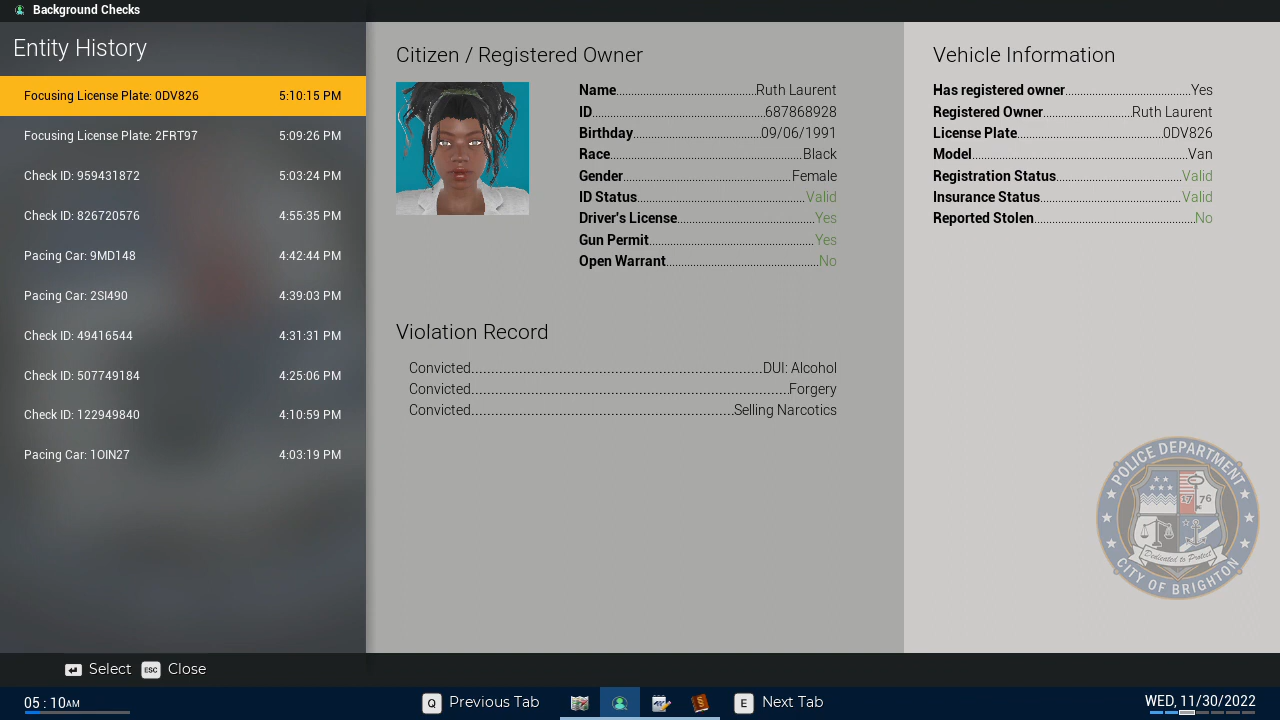 Background Checks
Entity History
Focusing License Plate: 0DV826 5:10:15 PM
Focusing License Plate: 2FRT97 5:09:26 PM
Check ID: 959431872 5:03:24 PM
Check ID: 826720576 4:55:35 PM
Pacing Car: 9MD148 4:42:44 PM
Pacing Car: 2SI490 4:39:03 PM
Check ID: 49416544 4:31:31 PM
Check ID: 507749184 4:25:06 PM
Check ID: 122949840 4:10:59 PM
Pacing Car: 1OIN27 4:03:19 PM
Citizen / Registered Owner
Name Ruth Laurent
ID 687868928
Birthday 09/06/1991
Race Black
Gender Female
ID Status Valid
Driver's License Yes
Gun Permit Yes
Open Warrant No
Violation Record
Convicted DUI: Alcohol
Convicted Forgery
Convicted Selling Narcotics
Vehicle Information
Has registered owner Yes
Registered Owner Ruth Laurent
License Plate 0DV826
Model Van
Registration Status Valid
Insurance Status Valid
Reported Stolen No
POLICE DEPARTMENT
17 76
Dedicated to Protect
CITY OF BRIGHTON
Select ESC Close
05 : 10AM
Q Previous Tab
E Next Tab
WED, 11/30/2022